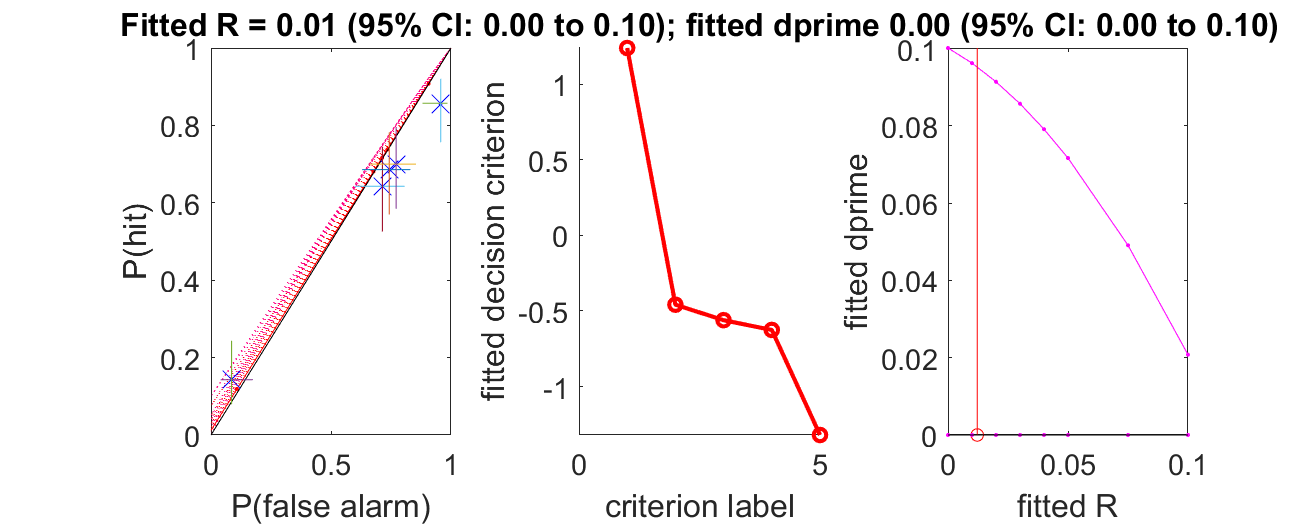 Fitted R = 0.01 (95% CI: 0.00 to 0.10); fitted dprime 0.00 (95% CI: 0.00 to 0.10)
P(hit)
1
0.8
0.6
0.4
0.2
0
0 0.5 1
P(false alarm)
fitted decision criterion
1
0.5
0
-0.5
-1
0 5
criterion label
fitted dprime
0.1
0.08
0.06
0.04
0.02
0
0 0.05 0.1
fitted R